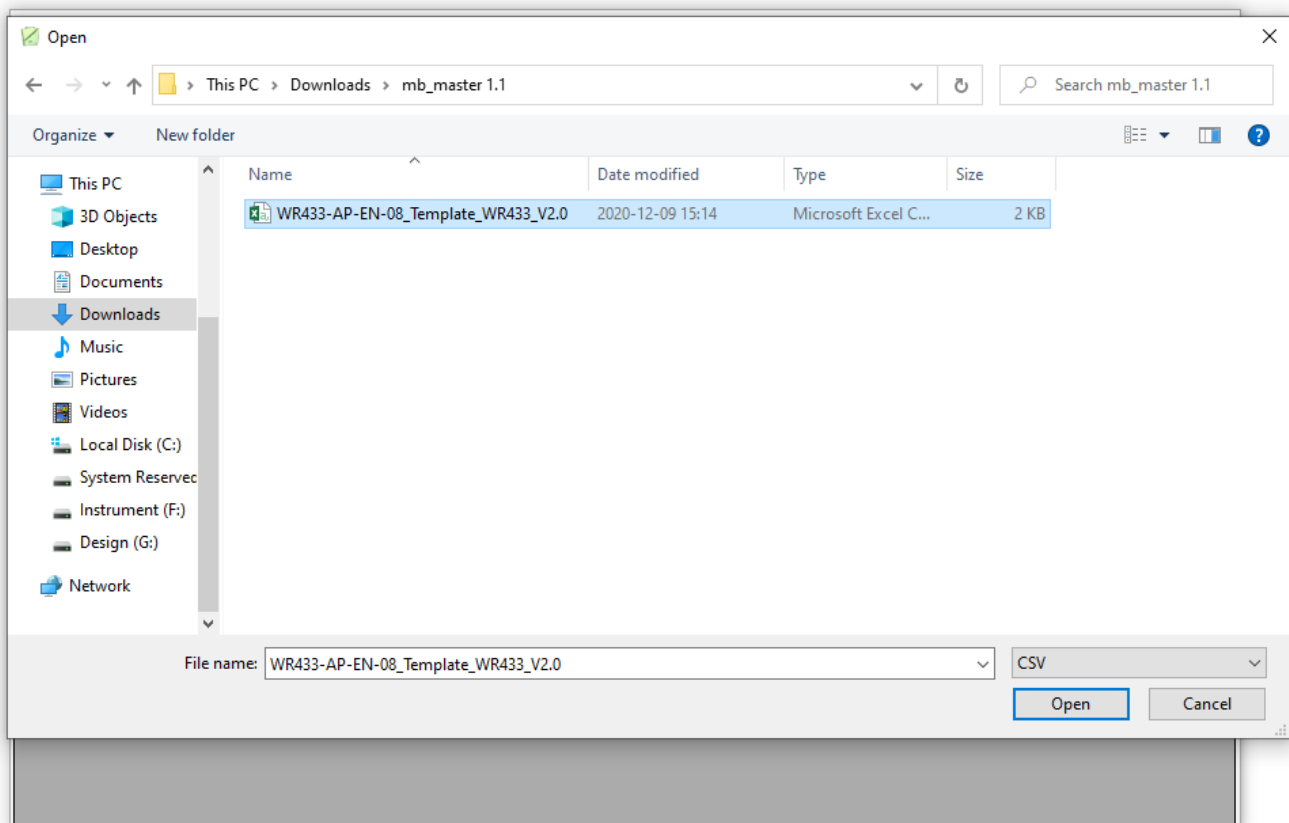 Open
This PC > Downloads > mb_master 1.1
Search mb_master 1.1
Organize
New folder
Name
Date modified
Type
Size
WR433-AP-EN-08_Template_WR433_V2.0
2020-12-09 15:14
Microsoft Excel C...
2 KB
This PC
3D Objects
Desktop
Documents
Downloads
Music
Pictures
Videos
Local Disk (C:)
System Reserved
Instrument (F:)
Design (G:)
Network
File name:
WR433-AP-EN-08_Template_WR433_V2.0
CSV
Open
Cancel